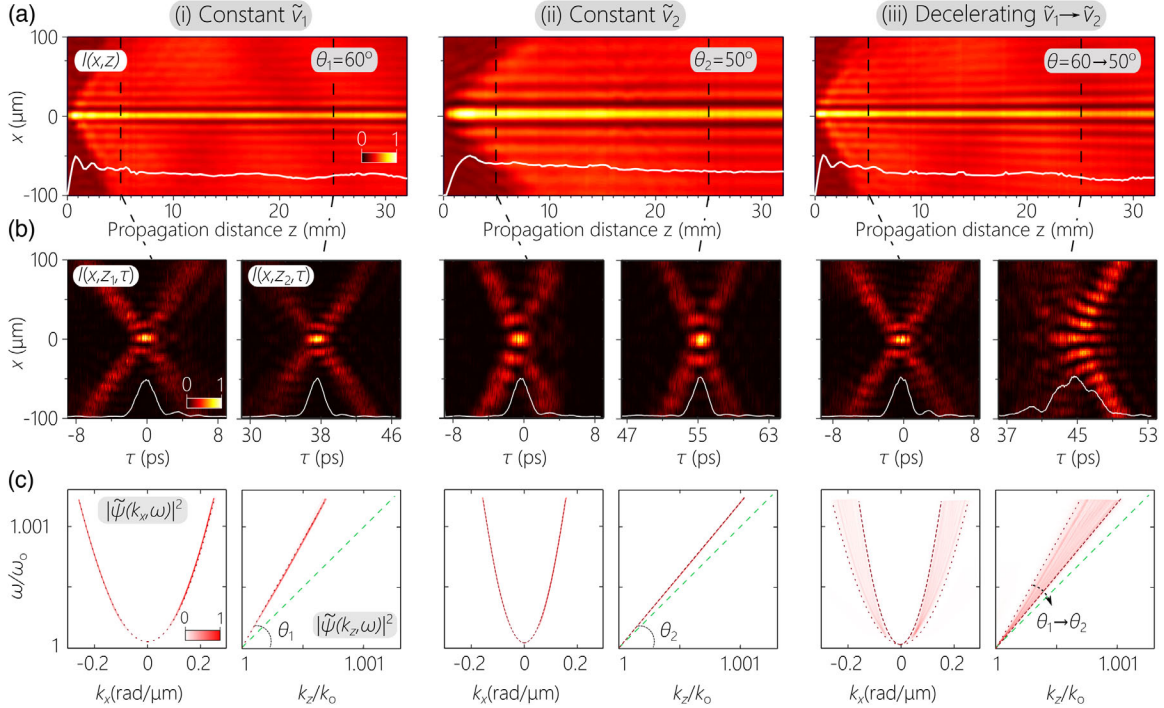 (a)
(i) Constant ṽ₁
(ii) Constant ṽ₂
(iii) Decelerating ṽ₁→ṽ₂
100
0
-100
x (μm)
I(x,z)
θ₁=60°
θ₂=50°
θ=60→50°
0 1
0 10 20 30
0 10 20 30
0 10 20 30
Propagation distance z (mm)
Propagation distance z (mm)
Propagation distance z (mm)
(b)
100
0
-100
x (μm)
I(x,z₁,τ)
I(x,z₂,τ)
0 1
-8 0 8
30 38 46
-8 0 8
47 55 63
-8 0 8
37 45 53
τ (ps)
τ (ps)
τ (ps)
τ (ps)
τ (ps)
τ (ps)
(c)
1.001
1
ω/ωₒ
|ψ̃(kₓ,ω)|²
0 1
θ₁
|ψ̃(k_z,ω)|²
θ₂
θ₁→θ₂
-0.2 0 0.2
1 1.001
-0.2 0 0.2
1 1.001
-0.2 0 0.2
1 1.001
kₓ(rad/μm)
k_z/kₒ
kₓ(rad/μm)
k_z/kₒ
kₓ(rad/μm)
k_z/kₒ